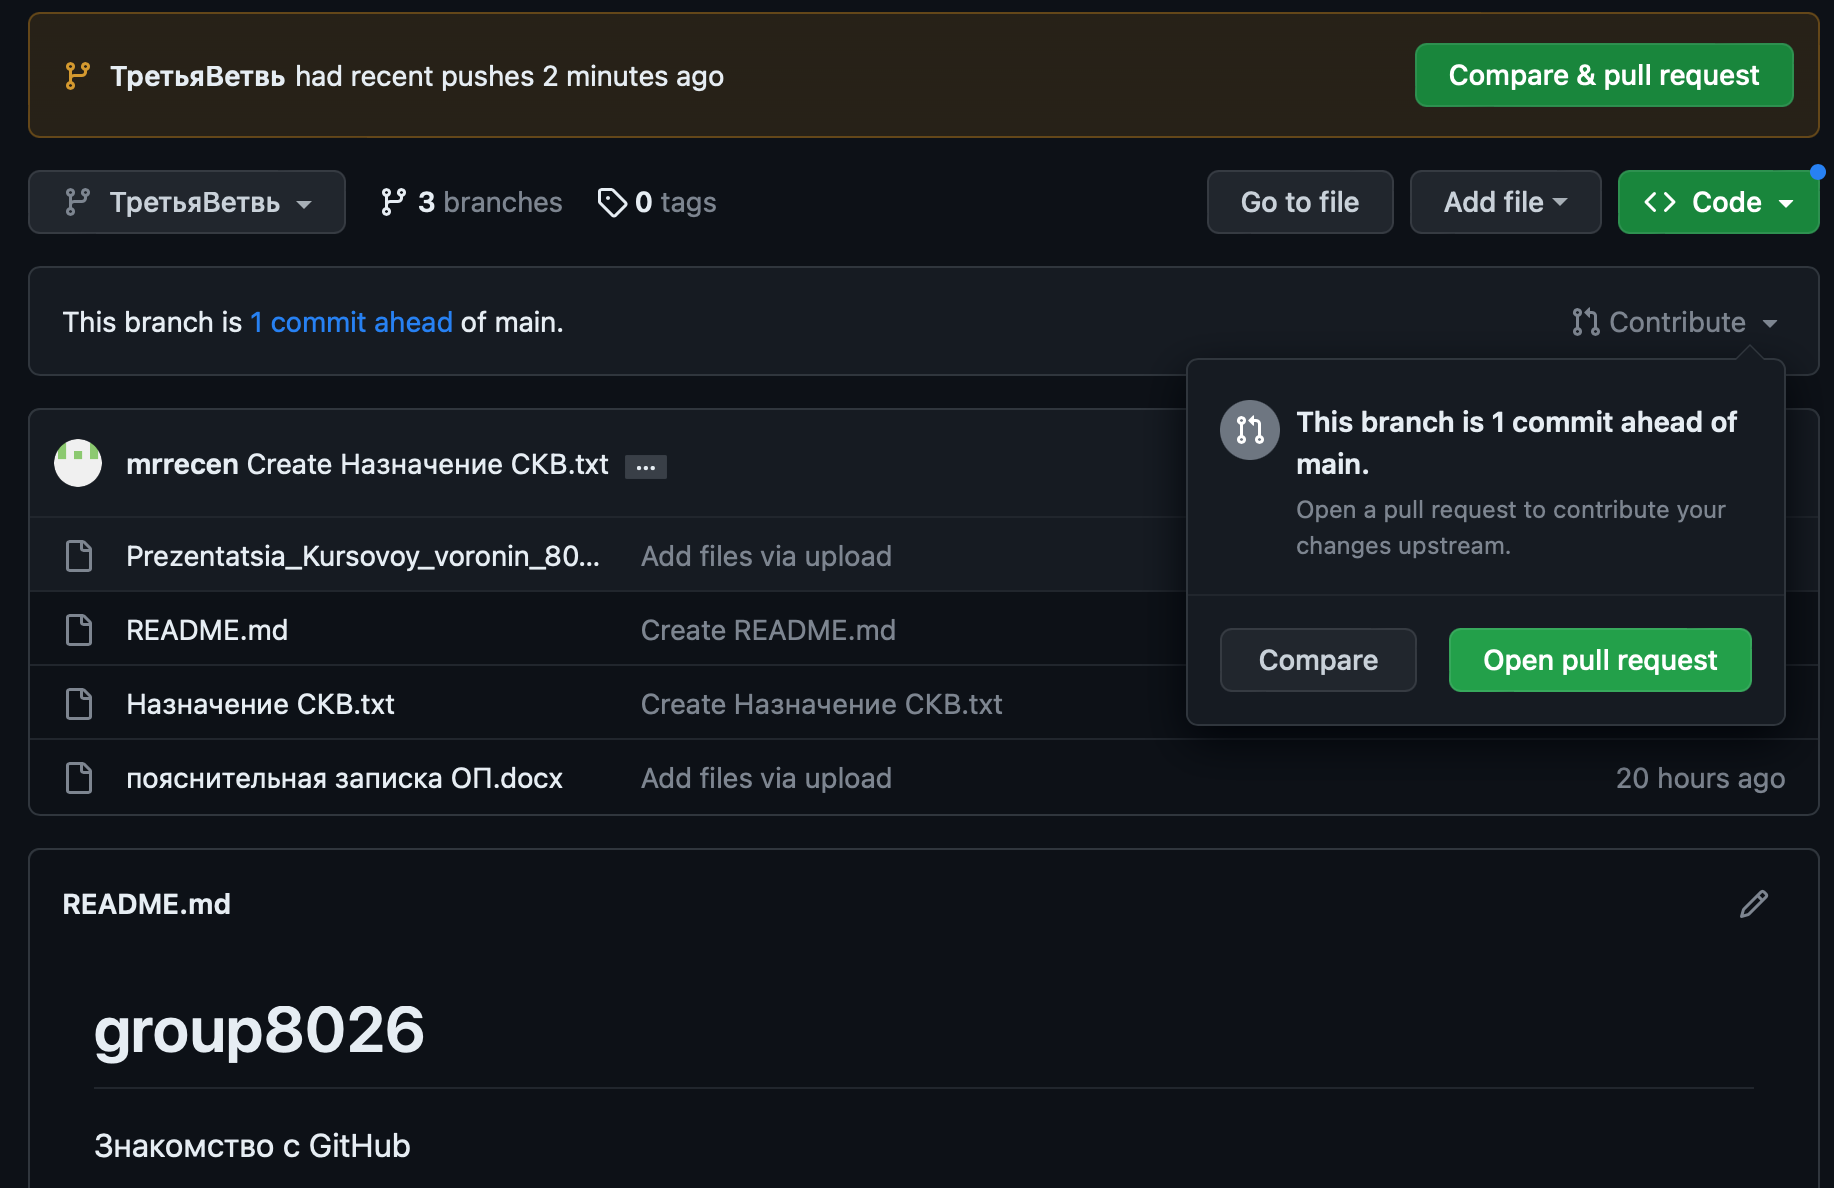 ТретьяВетвь had recent pushes 2 minutes ago
Compare & pull request
ТретьяВетвь
3 branches
0 tags
Go to file
Add file
<> Code
This branch is 1 commit ahead of main.
Contribute
This branch is 1 commit ahead of
main.
Open a pull request to contribute your
changes upstream.
Compare
Open pull request
mrrecen Create Назначение СКВ.txt ...
Prezentatsia_Kursovoy_voronin_80...
Add files via upload
README.md
Create README.md
Назначение СКВ.txt
Create Назначение СКВ.txt
пояснительная записка ОП.docx
Add files via upload
20 hours ago
README.md
group8026
Знакомство с GitHub